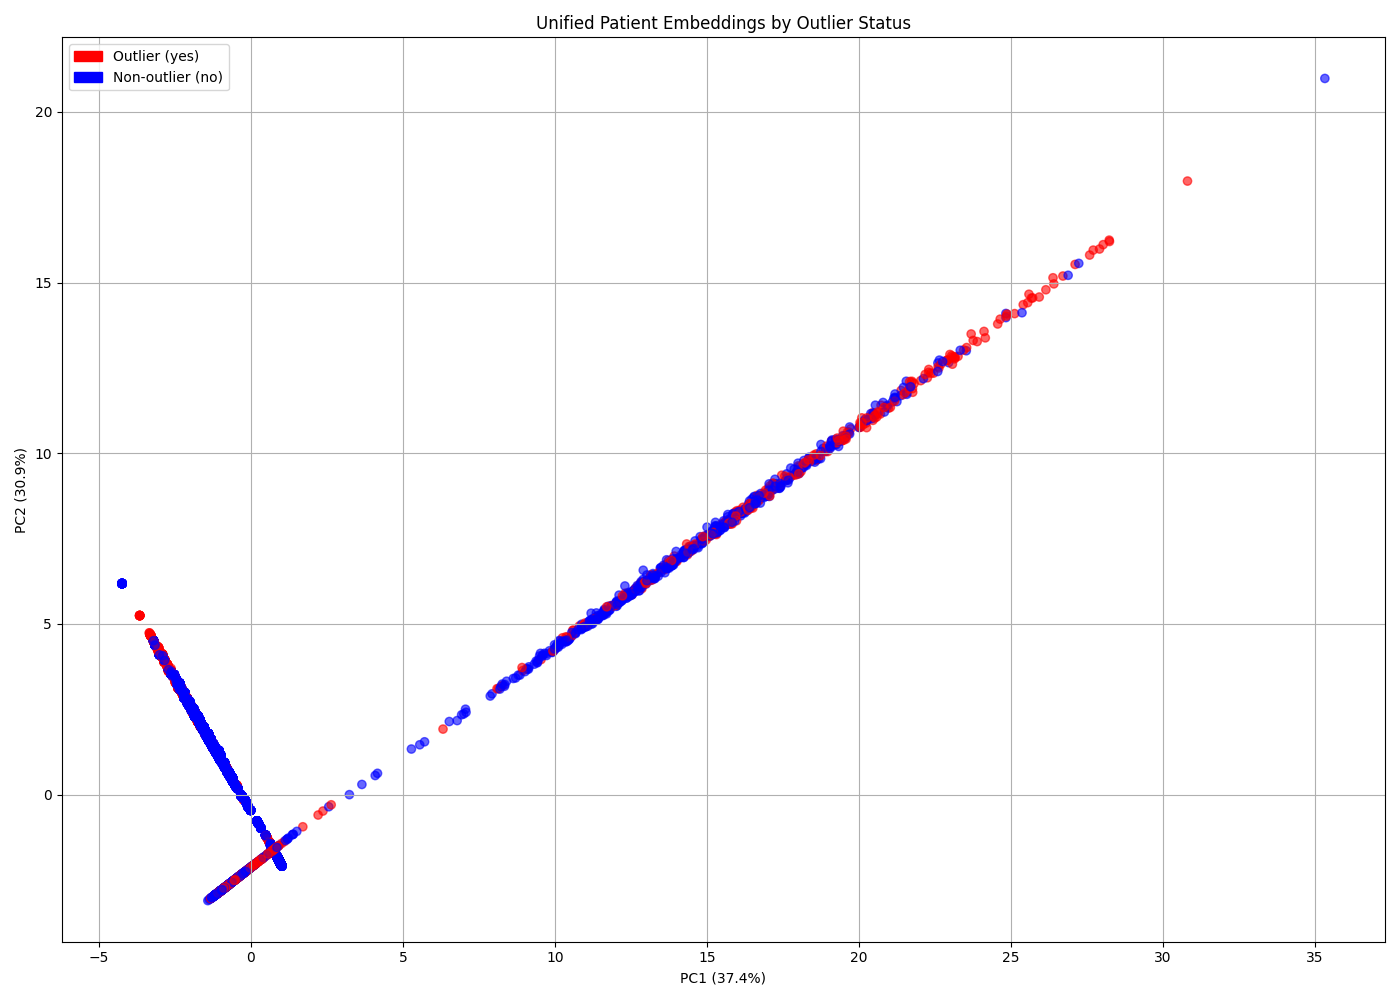 Unified Patient Embeddings by Outlier Status
Outlier (yes)
Non-outlier (no)
PC2 (30.9%)
20
15
10
5
0
−5
0
5
10
15
20
25
30
35
PC1 (37.4%)